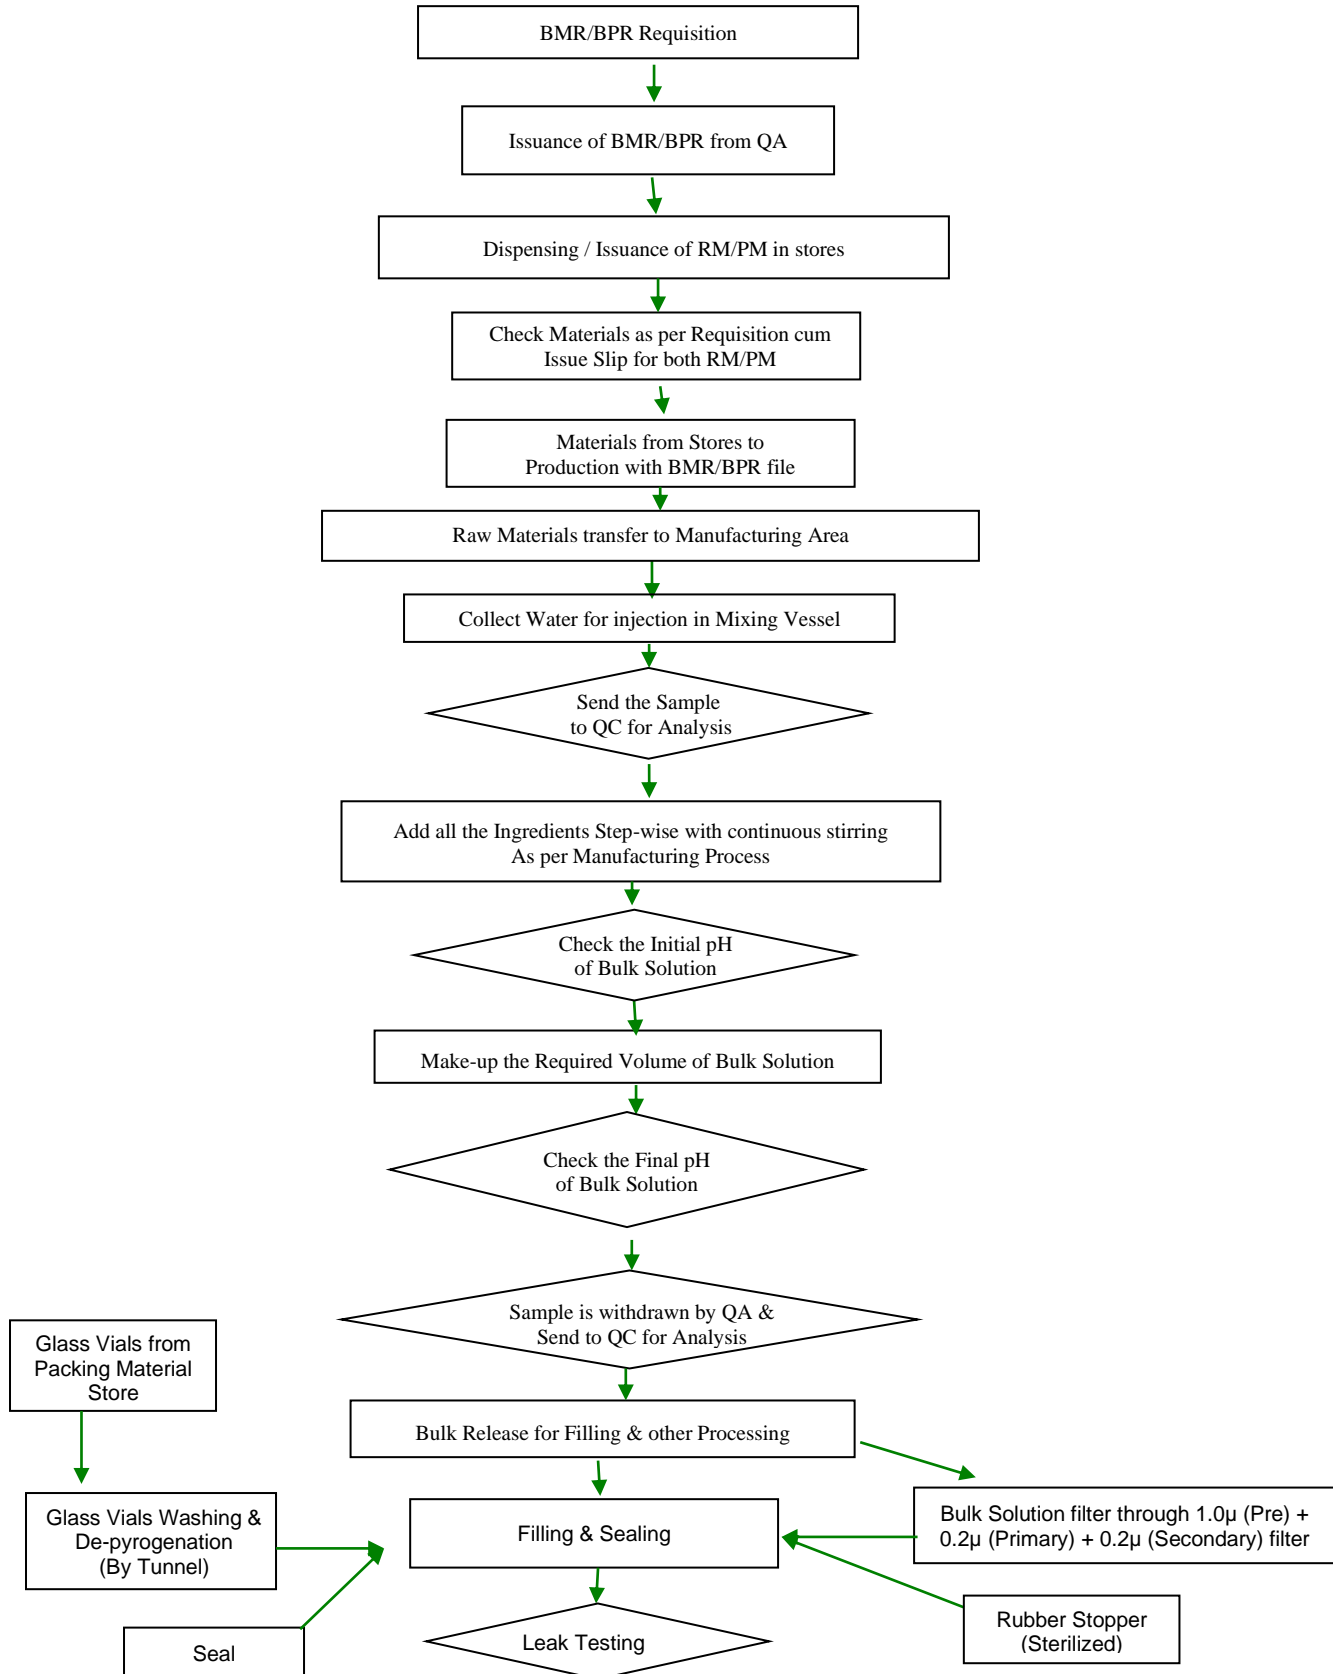 BMR/BPR Requisition
Issuance of BMR/BPR from QA
Dispensing / Issuance of RM/PM in stores
Check Materials as per Requisition cum
Issue Slip for both RM/PM
Materials from Stores to
Production with BMR/BPR file
Raw Materials transfer to Manufacturing Area
Collect Water for injection in Mixing Vessel
Send the Sample
to QC for Analysis
Add all the Ingredients Step-wise with continuous stirring
As per Manufacturing Process
Check the Initial pH
of Bulk Solution
Make-up the Required Volume of Bulk Solution
Check the Final pH
of Bulk Solution
Sample is withdrawn by QA &
Send to QC for Analysis
Glass Vials from
Packing Material
Store
Bulk Release for Filling & other Processing
Glass Vials Washing &
De-pyrogenation
(By Tunnel)
Filling & Sealing
Bulk Solution filter through 1.0µ (Pre) +
0.2µ (Primary) + 0.2µ (Secondary) filter
Seal
Leak Testing
Rubber Stopper
(Sterilized)